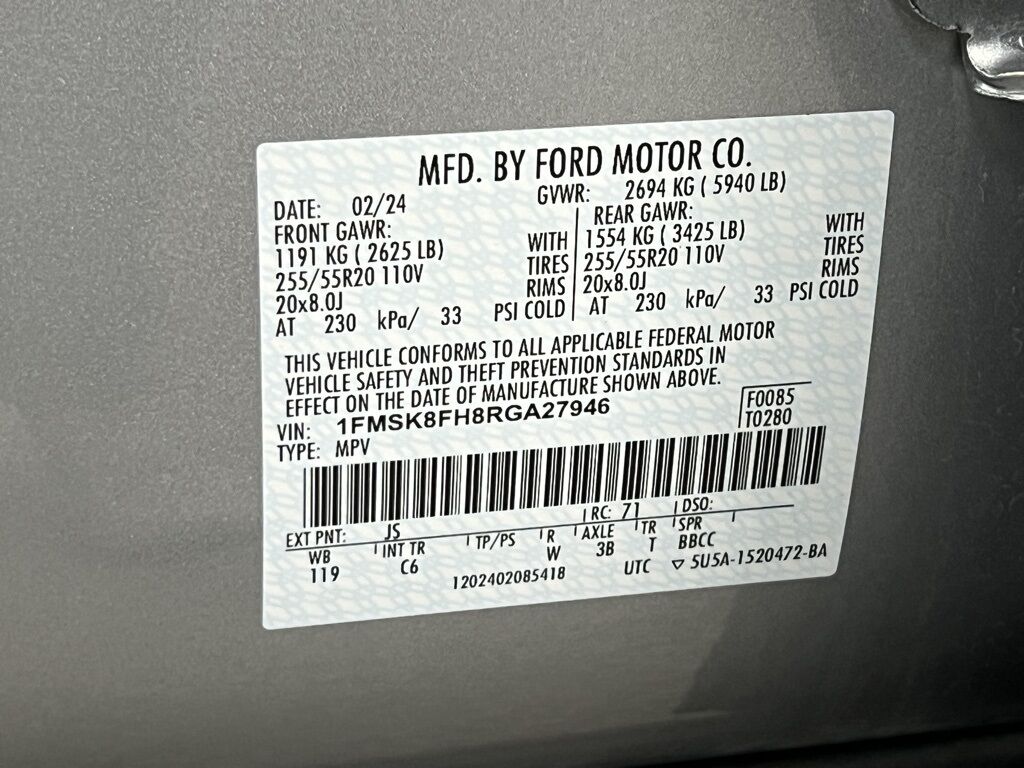 MFD. BY FORD MOTOR CO.
DATE: 02/24
GVWR: 2694 KG ( 5940 LB)
FRONT GAWR:
1191 KG ( 2625 LB) WITH
255/55R20 110V TIRES
20x8.0J RIMS
AT 230 kPa/ 33 PSI COLD
REAR GAWR:
1554 KG ( 3425 LB) WITH
255/55R20 110V TIRES
20x8.0J RIMS
AT 230 kPa/ 33 PSI COLD
THIS VEHICLE CONFORMS TO ALL APPLICABLE FEDERAL MOTOR
VEHICLE SAFETY AND THEFT PREVENTION STANDARDS IN
EFFECT ON THE DATE OF MANUFACTURE SHOWN ABOVE.
VIN: 1FMSK8FH8RGA27946
TYPE: MPV
F0085
T0280
EXT PNT: JS RC: 71 DSO:
WB INT TR TP/PS R AXLE TR SPR
119 C6 W 3B T BBCC
1202402085418 UTC ▽ 5U5A-1520472-BA